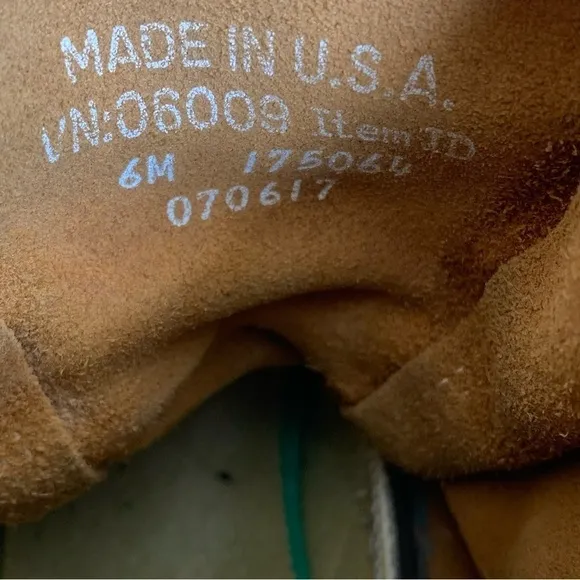 MADE IN U.S.A.
VN:06009 Item ID
6M 175064
070617